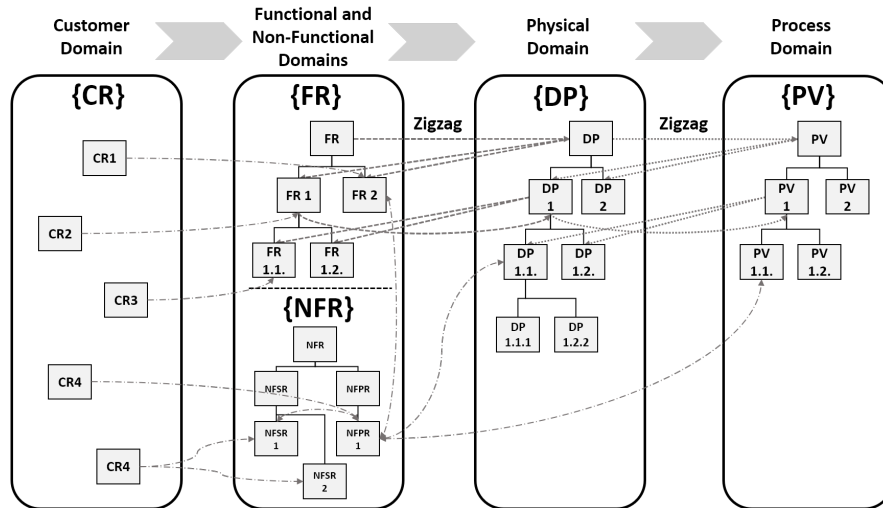 Customer
Domain
Functional and
Non-Functional
Domains
Physical
Domain
Process
Domain
{CR}
{FR}
{DP}
{PV}
Zigzag
Zigzag
FR
DP
PV
CR1
FR 1
FR 2
DP
1
DP
2
PV
1
PV
2
CR2
FR
1.1.
FR
1.2.
DP
1.1.
DP
1.2.
PV
1.1.
PV
1.2.
CR3
{NFR}
DP
1.1.1
DP
1.2.2
NFR
CR4
NFSR
NFPR
NFSR
1
NFPR
1
CR4
NFSR
2